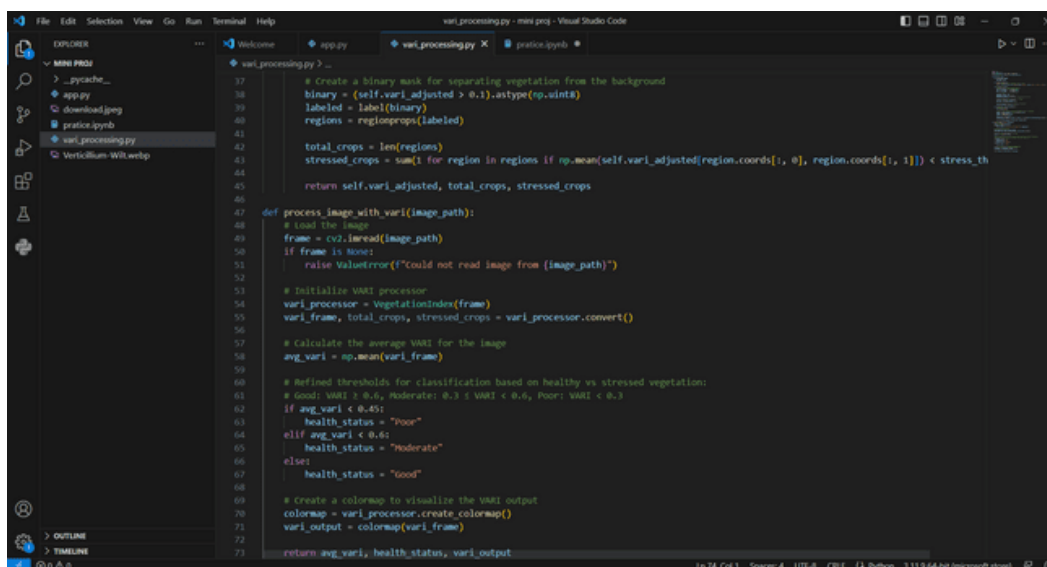 File Edit Selection View Go Run Terminal Help
vari_processing.py - mini proj - Visual Studio Code
EXPLORER
MINI PROJ
> _pycache_
app.py
download.jpeg
pratice.ipynb
vari_processing.py
Verticillium-Wilt.webp
> OUTLINE
> TIMELINE
Welcome app.py vari_processing.py X pratice.ipynb
vari_processing.py > ...
37 # Create a binary mask for separating vegetation from the background
38 binary = (self.vari_adjusted > 0.1).astype(np.uint8)
39 labeled = label(binary)
40 regions = regionprops(labeled)
41
42 total_crops = len(regions)
43 stressed_crops = sum(1 for region in regions if np.mean(self.vari_adjusted[region.coords[:, 0], region.coords[:, 1]]) < stress_th
44
45 return self.vari_adjusted, total_crops, stressed_crops
46
47 def process_image_with_vari(image_path):
48 # Load the image
49 frame = cv2.imread(image_path)
50 if frame is None:
51 raise ValueError(f"Could not read image from {image_path}")
52
53 # Initialize VARI processor
54 vari_processor = VegetationIndex(frame)
55 vari_frame, total_crops, stressed_crops = vari_processor.convert()
56
57 # Calculate the average VARI for the image
58 avg_vari = np.mean(vari_frame)
59
60 # Refined thresholds for classification based on healthy vs stressed vegetation:
61 # Good: VARI ≥ 0.6, Moderate: 0.3 ≤ VARI < 0.6, Poor: VARI < 0.3
62 if avg_vari < 0.45:
63 health_status = "Poor"
64 elif avg_vari < 0.6:
65 health_status = "Moderate"
66 else:
67 health_status = "Good"
68
69 # Create a colormap to visualize the VARI output
70 colormap = vari_processor.create_colormap()
71 vari_output = colormap(vari_frame)
72
73 return avg_vari, health_status, vari_output
Ln 74, Col 1 Spaces: 4 UTF-8 CRLF Python 3.11.9 64-bit (microsoft store)